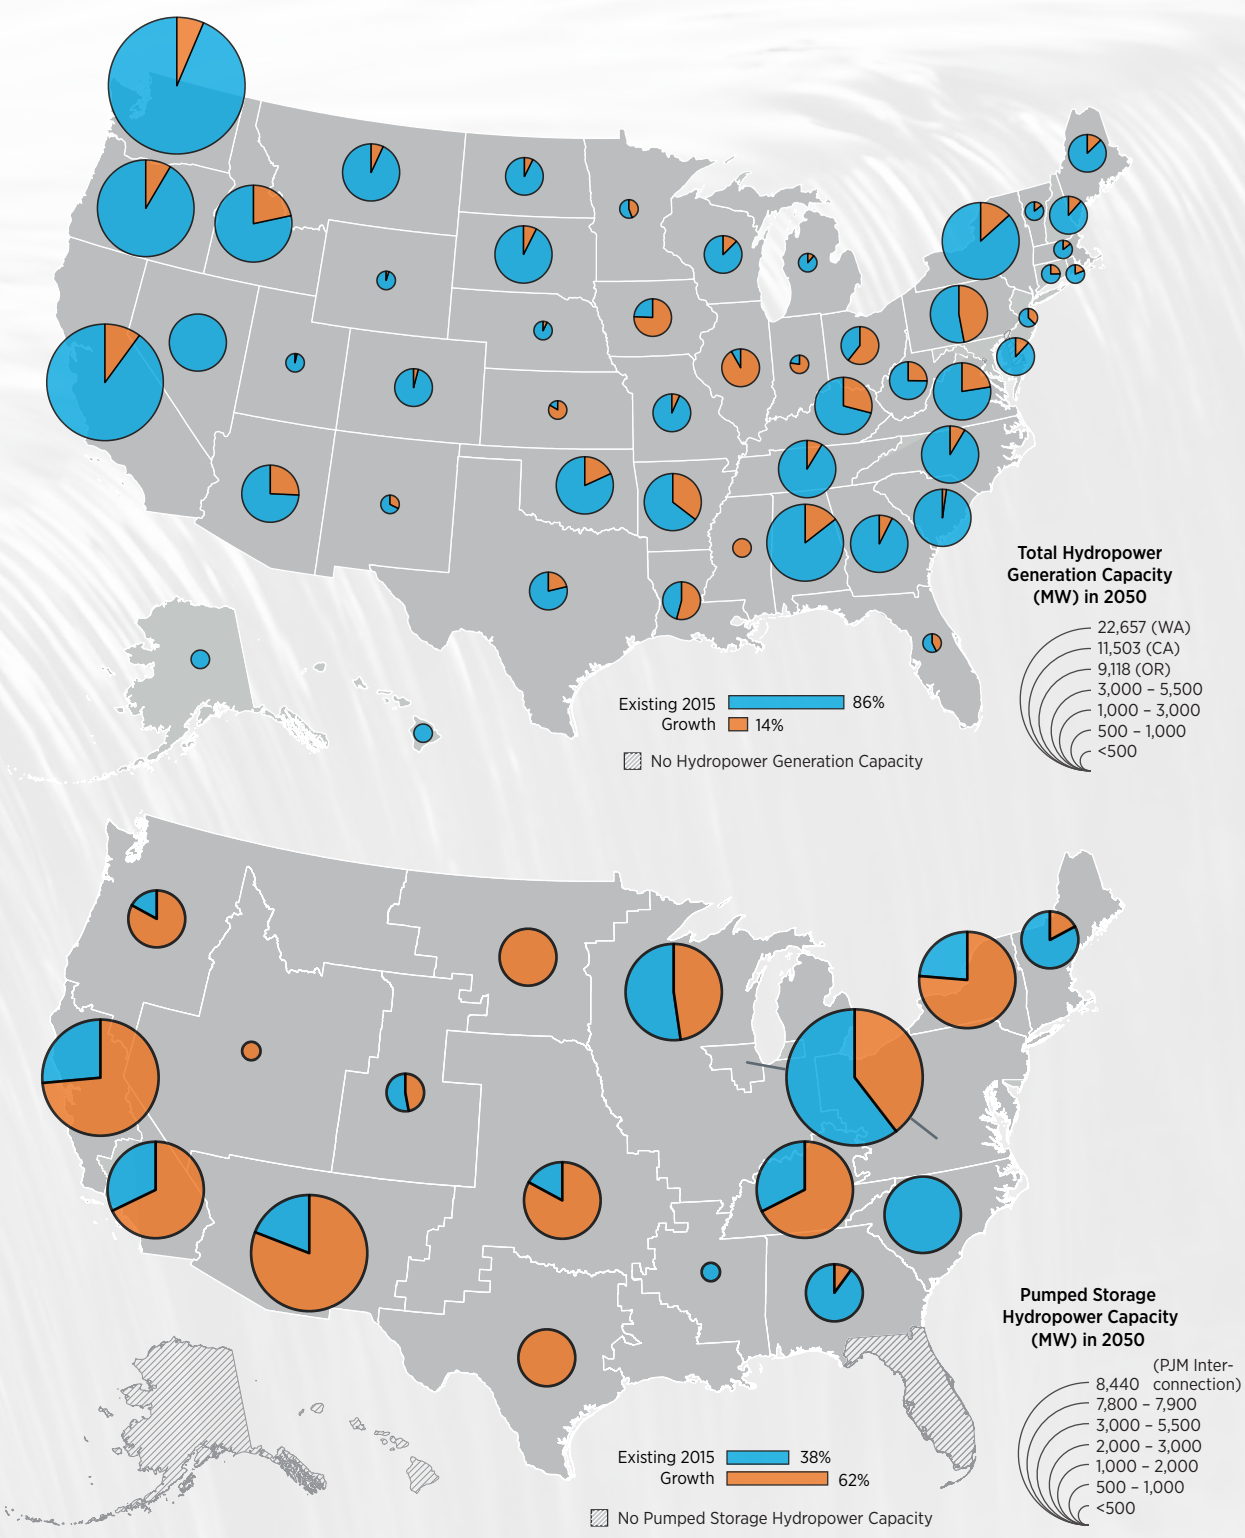 Total Hydropower
Generation Capacity
(MW) in 2050
22,657 (WA)
11,503 (CA)
9,118 (OR)
3,000 – 5,500
1,000 – 3,000
500 – 1,000
<500
Existing 2015 86%
Growth 14%
No Hydropower Generation Capacity
Pumped Storage
Hydropower Capacity
(MW) in 2050
(PJM Inter-
8,440 connection)
7,800 – 7,900
3,000 – 5,500
2,000 – 3,000
1,000 – 2,000
500 – 1,000
<500
Existing 2015 38%
Growth 62%
No Pumped Storage Hydropower Capacity